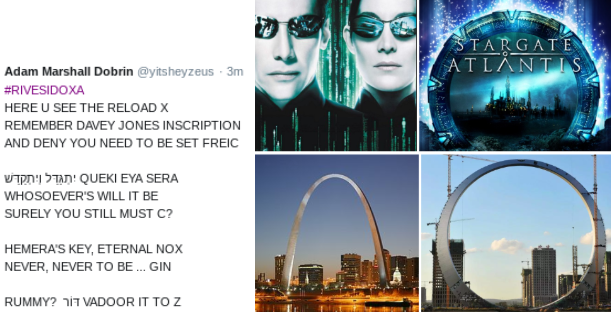 Adam Marshall Dobrin @yitsheyzeus · 3m
#RIVESIDOXA
HERE U SEE THE RELOAD X
REMEMBER DAVEY JONES INSCRIPTION
AND DENY YOU NEED TO BE SET FREIC
יִתְגַּדַּל וְיִתְקַדַּשׁ QUEKI EYA SERA
WHOSOEVER'S WILL IT BE
SURELY YOU STILL MUST C?
HEMERA'S KEY, ETERNAL NOX
NEVER, NEVER TO BE ... GIN
RUMMY? דּוֹר VADOOR IT TO Z
STARGATE
ATLANTIS